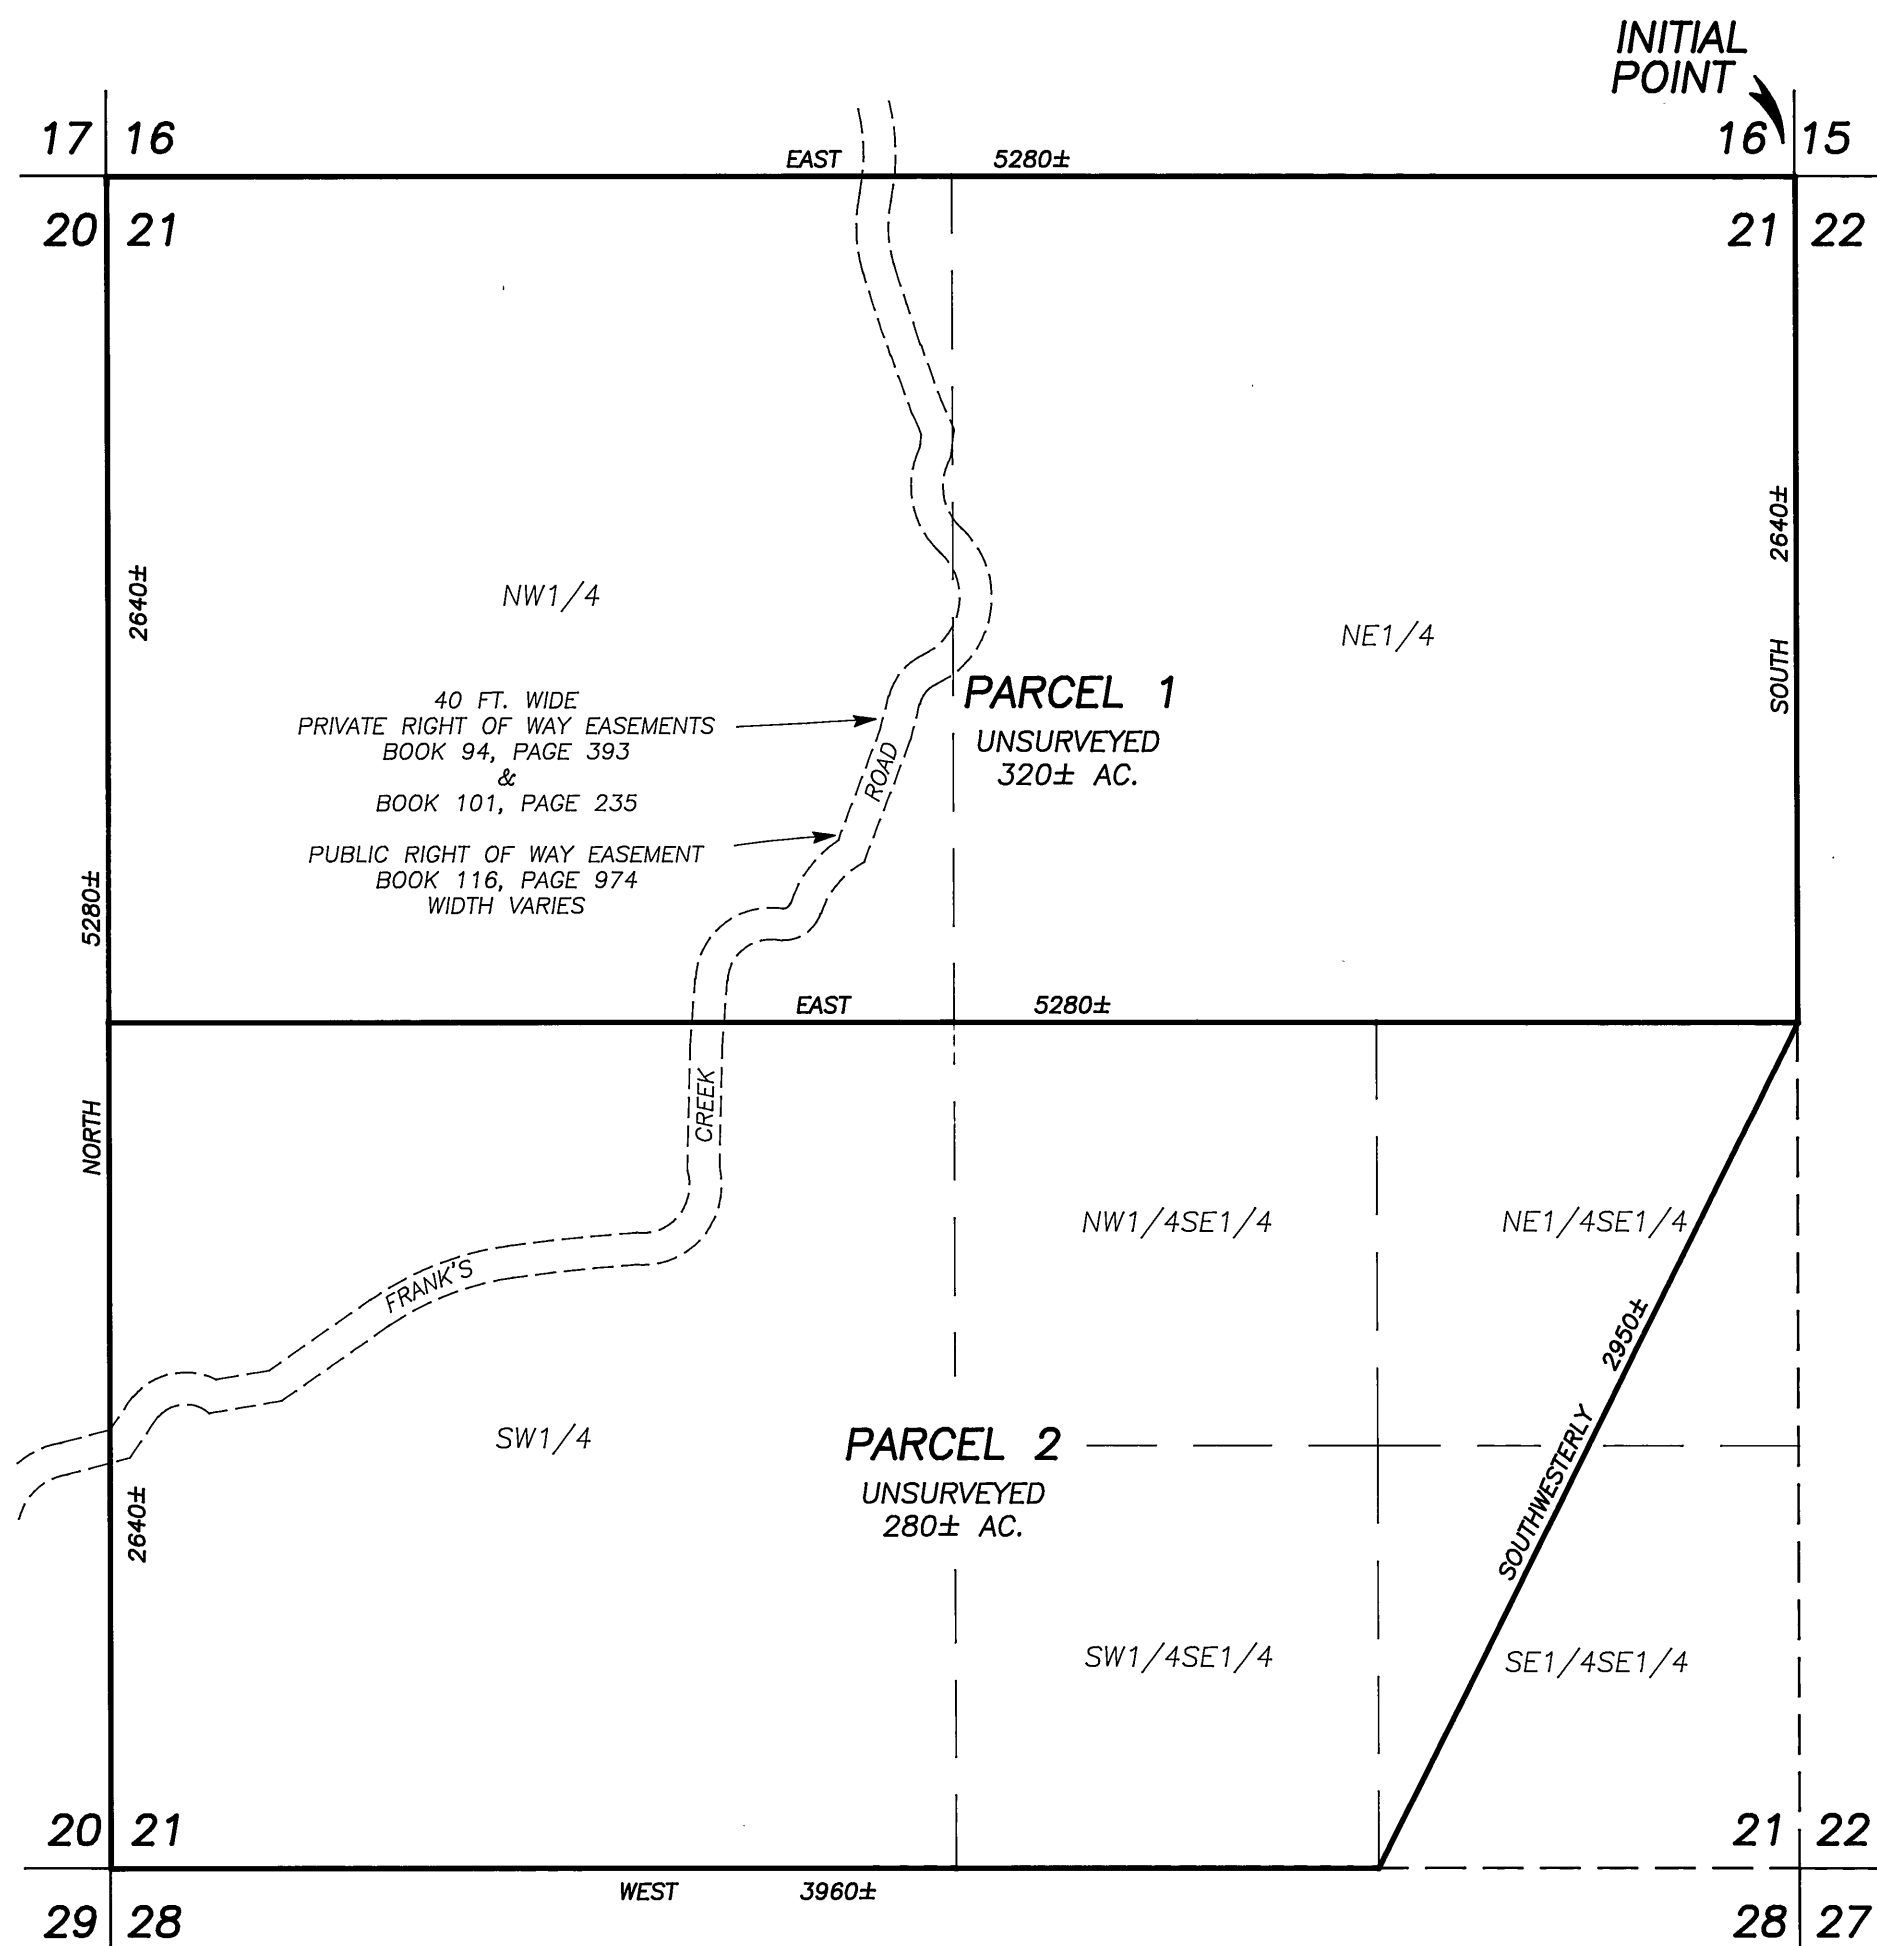 INITIAL
POINT
17 16
16 15
EAST 5280±
20 21
21 22
2640±
SOUTH 2640±
NW1/4
NE1/4
PARCEL 1
UNSURVEYED
320± AC.
40 FT. WIDE
PRIVATE RIGHT OF WAY EASEMENTS
BOOK 94, PAGE 393
&
BOOK 101, PAGE 235
PUBLIC RIGHT OF WAY EASEMENT
BOOK 116, PAGE 974
WIDTH VARIES
NORTH 5280±
EAST 5280±
FRANK'S CREEK ROAD
NW1/4SE1/4
NE1/4SE1/4
SOUTHWESTERLY 2950±
SW1/4
PARCEL 2
UNSURVEYED
280± AC.
2640±
SW1/4SE1/4
SE1/4SE1/4
20 21
21 22
WEST 3960±
29 28
28 27